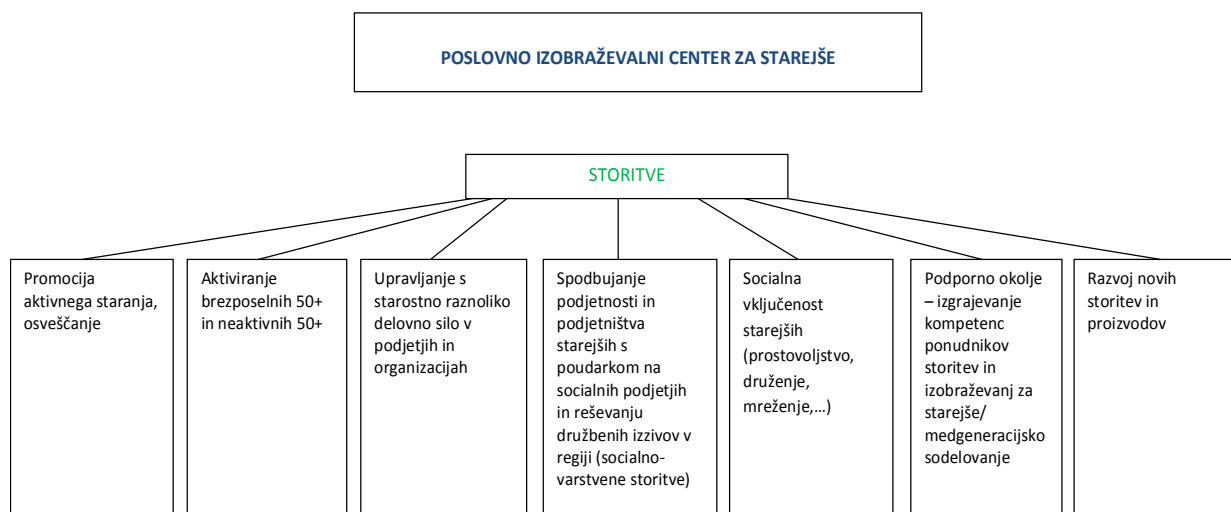 POSLOVNO IZOBRAŽEVALNI CENTER ZA STAREJŠE
STORITVE
Promocija
aktivnega staranja,
osveščanje
Aktiviranje
brezposelnih 50+
in neaktivnih 50+
Upravljanje s
starostno raznoliko
delovno silo v
podjetjih in
organizacijah
Spodbujanje
podjetnosti in
podjetništva
starejših s
poudarkom na
socialnih podjetjih
in reševanju
družbenih izzivov v
regiji (socialno-
varstvene storitve)
Socialna
vključenost
starejših
(prostovoljstvo,
druženje,
mreženje,…)
Podporno okolje
– izgrajevanje
kompetenc
ponudnikov
storitev in
izobraževanj za
starejše/
medgeneracijsko
sodelovanje
Razvoj novih
storitev in
proizvodov